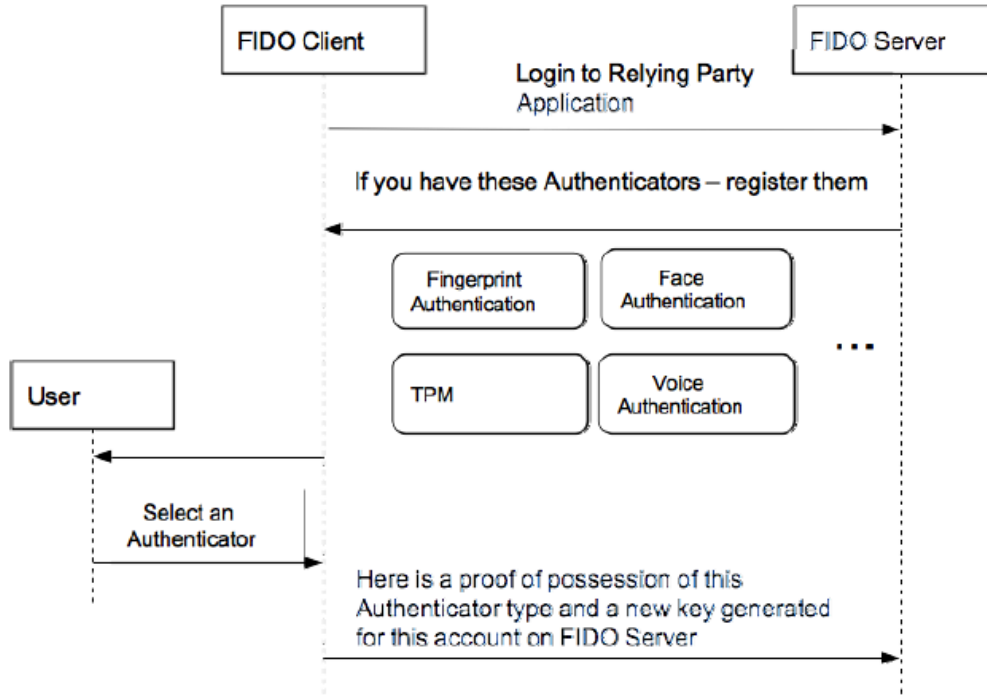 FIDO Client
FIDO Server
Login to Relying Party
Application
If you have these Authenticators – register them
Fingerprint
Authentication
Face
Authentication
...
TPM
Voice
Authentication
User
Select an
Authenticator
Here is a proof of possession of this
Authenticator type and a new key generated
for this account on FIDO Server